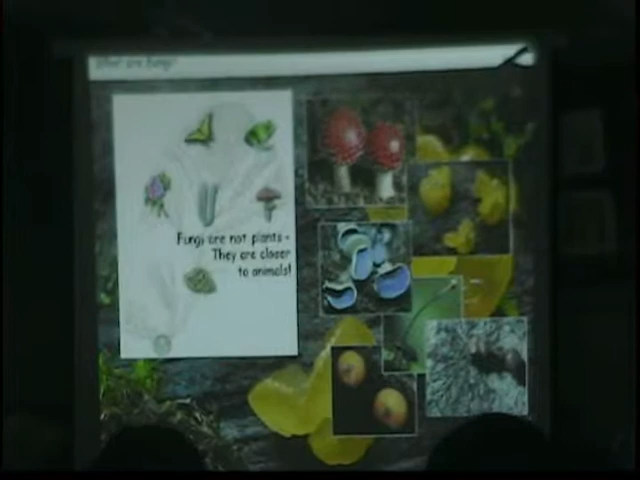 What are Fungi?
Fungi are not plants -
They are closer
to animals!